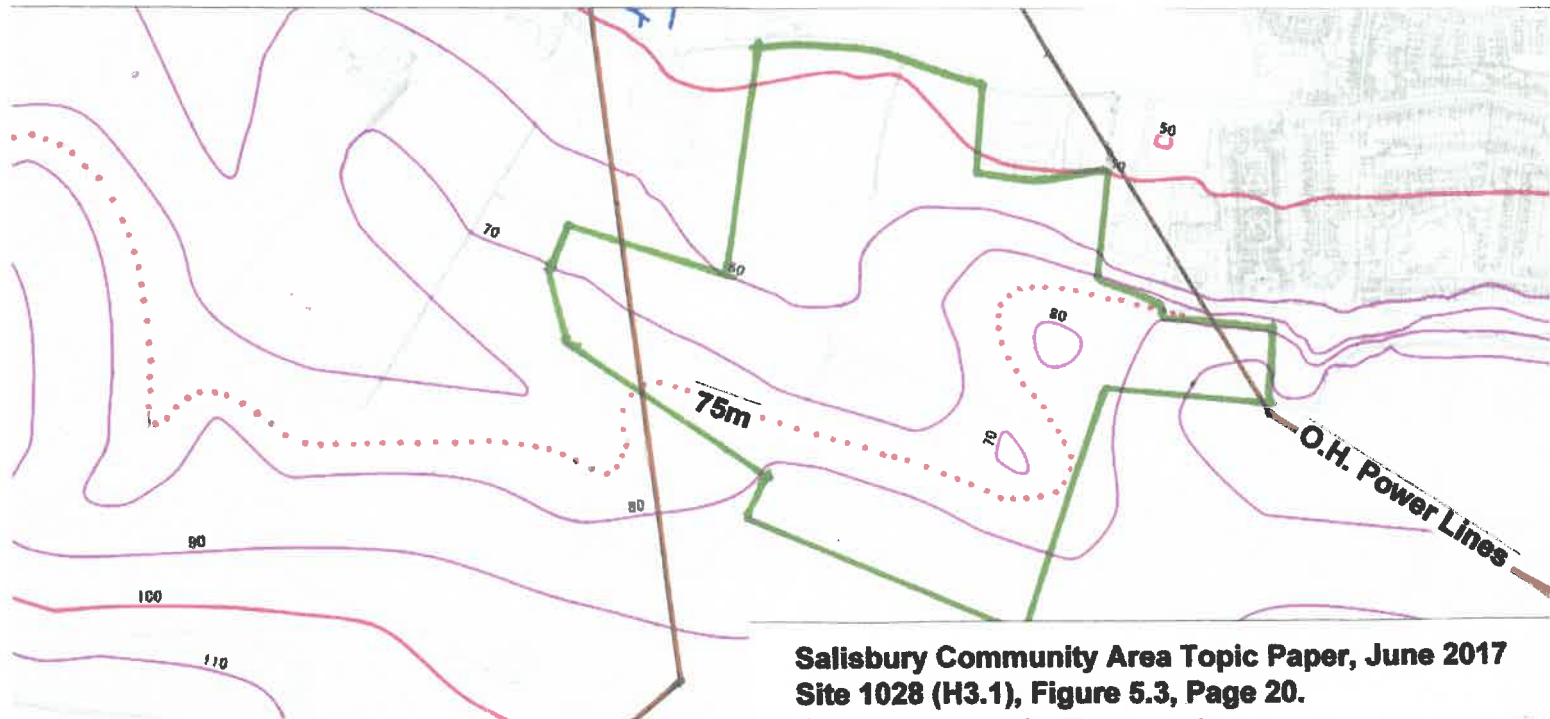 50
70
60
80
75m
70
80
90
100
110
O.H. Power Lines
Salisbury Community Area Topic Paper, June 2017
Site 1028 (H3.1), Figure 5.3, Page 20.